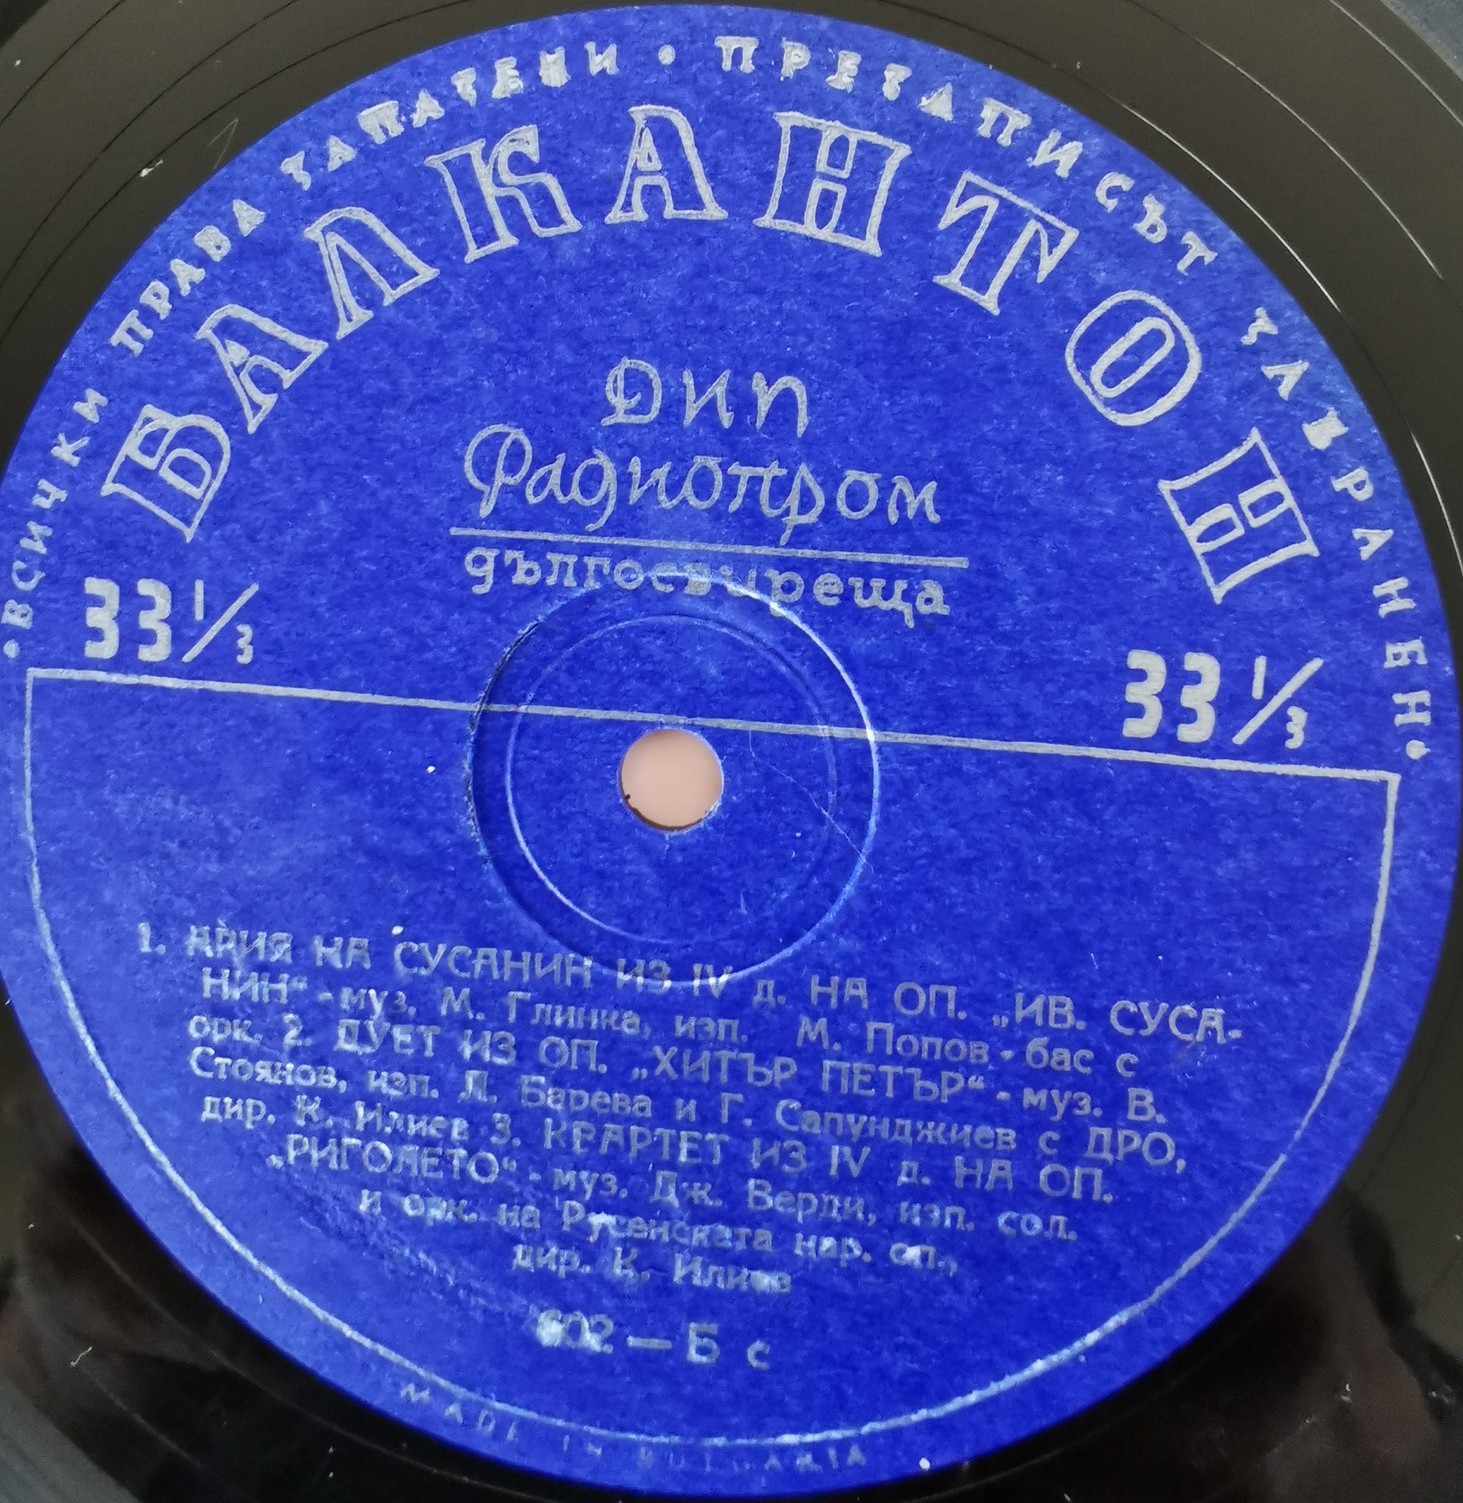 • ВСИЧКИ ПРАВА ЗАПАЗЕНИ • ПРЕЗАПИСЪТ ЗАБРАНЕН •
БАЛКАНТОН
ДИП
Радиопром
дългосвиреща
33 1/3
33 1/3
1. АРИЯ НА СУСАНИН ИЗ IV д. НА ОП. „ИВ. СУСА-
НИН“ - муз. М. Глинка, изп. М. Попов - бас с
орк. 2. ДУЕТ ИЗ ОП. „ХИТЪР ПЕТЪР“ - муз. В.
Стоянов, изп. Л. Барева и Г. Сапунджиев с ДРО,
дир. К. Илиев 3. КВАРТЕТ ИЗ IV д. НА ОП.
„РИГОЛЕТО“ - муз. Дж. Верди, изп. сол.
и орк. на Русенската нар. оп.,
дир. К. Илиев
602 — Б с
MADE IN BULGARIA